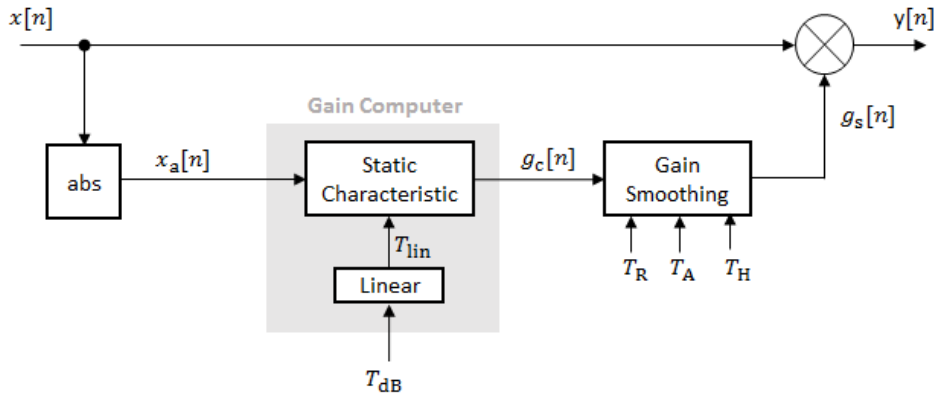 x[n]
y[n]
Gain Computer
g_s[n]
abs
x_a[n]
Static
Characteristic
g_c[n]
Gain
Smoothing
T_lin
Linear
T_R
T_A
T_H
T_dB